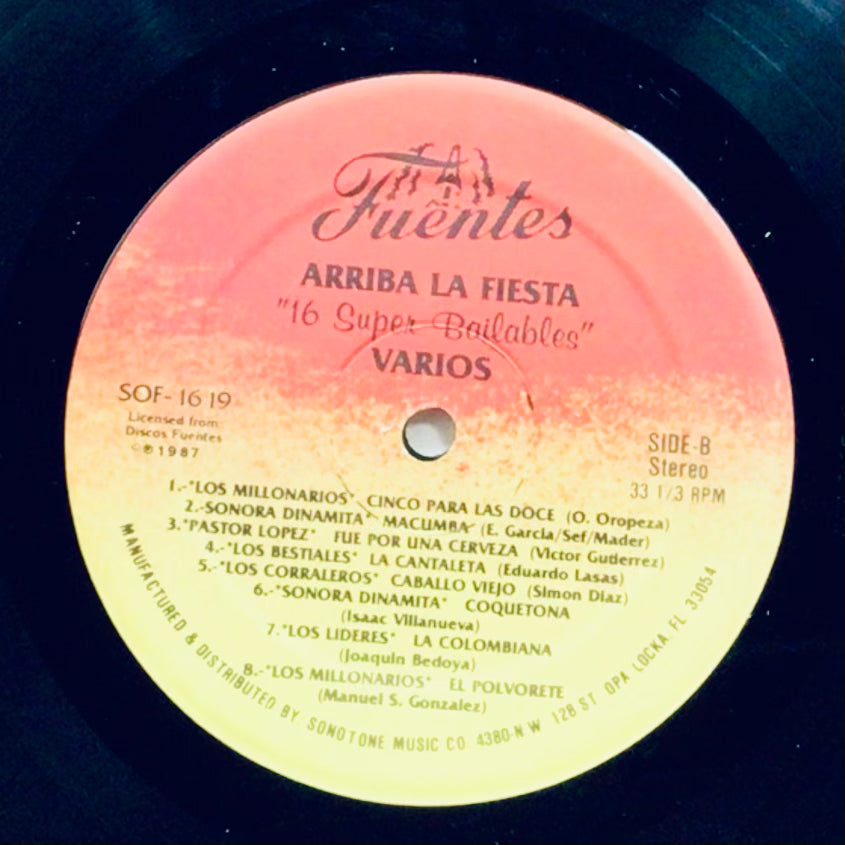 Fuentes
ARRIBA LA FIESTA
"16 Super Bailables"
VARIOS
SOF-1619
Licensed from:
Discos Fuentes
©℗1987
SIDE-B
Stereo
33 1/3 RPM
1.-"LOS MILLONARIOS" CINCO PARA LAS DOCE (O. Oropeza)
2.-SONORA DINAMITA" MACUMBA (E. Garcia/Sef/Mader)
3."PASTOR LOPEZ" FUE POR UNA CERVEZA (Victor Gutierrez)
4.-"LOS BESTIALES" LA CANTALETA (Eduardo Lasas)
5.-"LOS CORRALEROS" CABALLO VIEJO (Simon Diaz)
6.-"SONORA DINAMITA" COQUETONA
(Isaac Villanueva)
7."LOS LIDERES" LA COLOMBIANA
(Joaquin Bedoya)
8.-"LOS MILLONARIOS" EL POLVORETE
(Manuel S. Gonzalez)
MANUFACTURED & DISTRIBUTED BY SONOTONE MUSIC CO. 4380-N W 128 ST OPA LOCKA, FL 33054